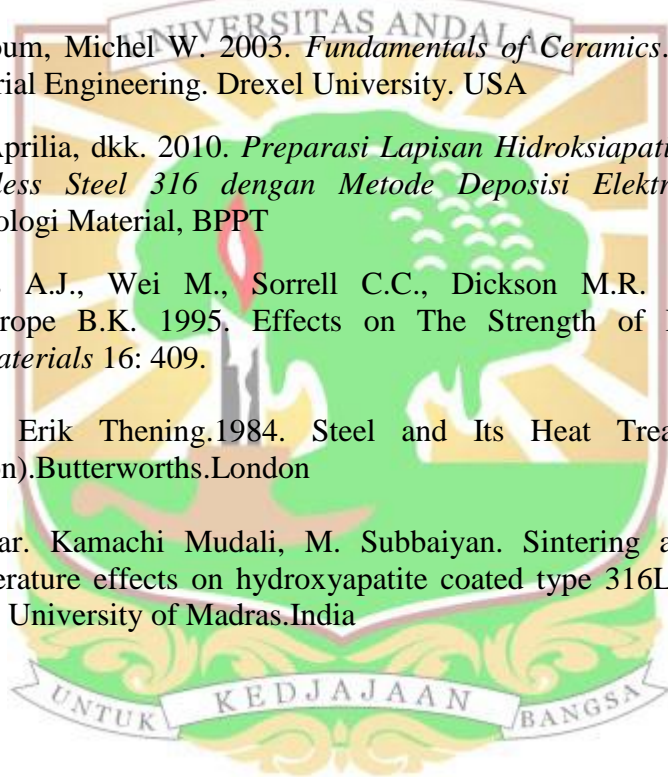 UNIVERSITAS ANDALAS
oum, Michel W. 2003. Fundamentals of Ceramics.
rial Engineering. Drexel University. USA
Aprilia, dkk. 2010. Preparasi Lapisan Hidroksiapati
less Steel 316 dengan Metode Deposisi Elektr
ologi Material, BPPT
A.J., Wei M., Sorrell C.C., Dickson M.R.
rope B.K. 1995. Effects on The Strength of
aterials 16: 409.
Erik Thening.1984. Steel and Its Heat Trea
on).Butterworths.London
ar. Kamachi Mudali, M. Subbaiyan. Sintering a
erature effects on hydroxyapatite coated type 316L
University of Madras.India
UNTUK KEDJAJAAN BANGSA